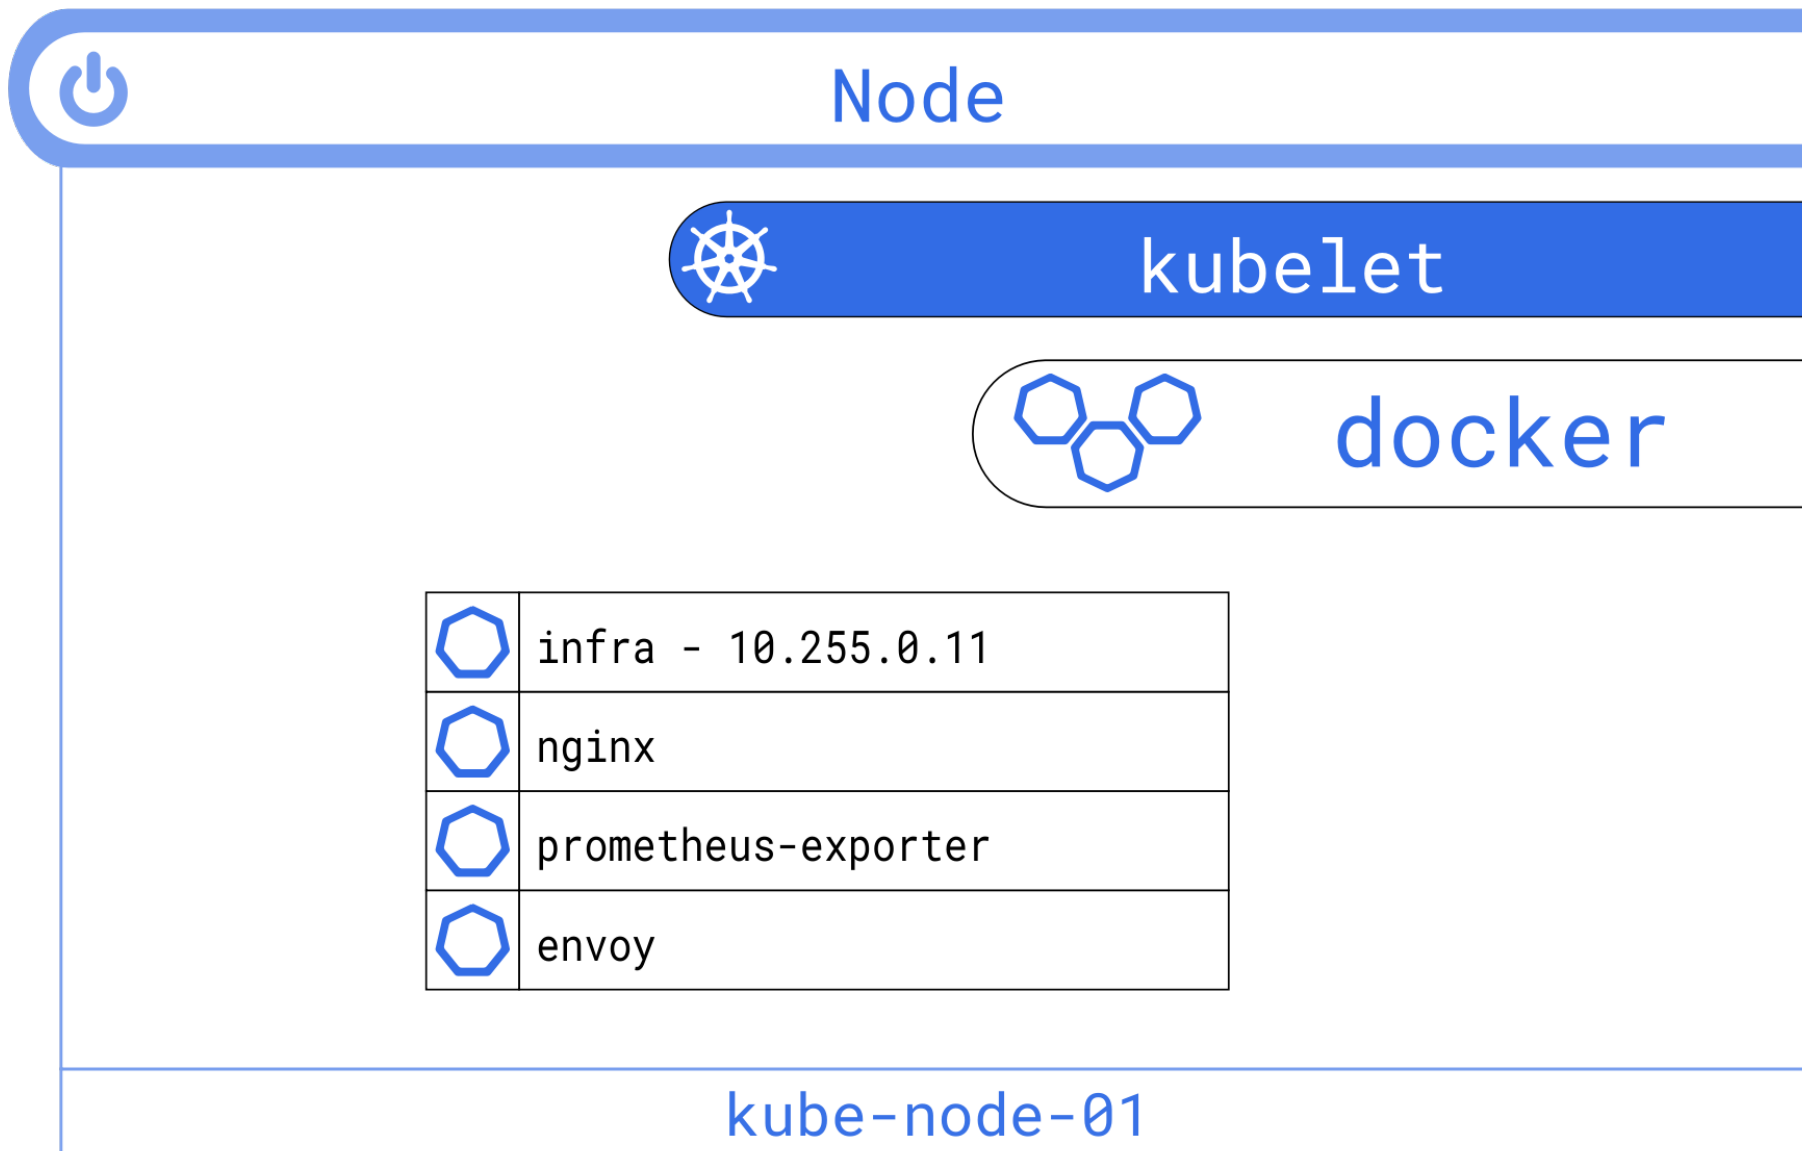 Node
kubelet
docker
infra - 10.255.0.11
nginx
prometheus-exporter
envoy
kube-node-01